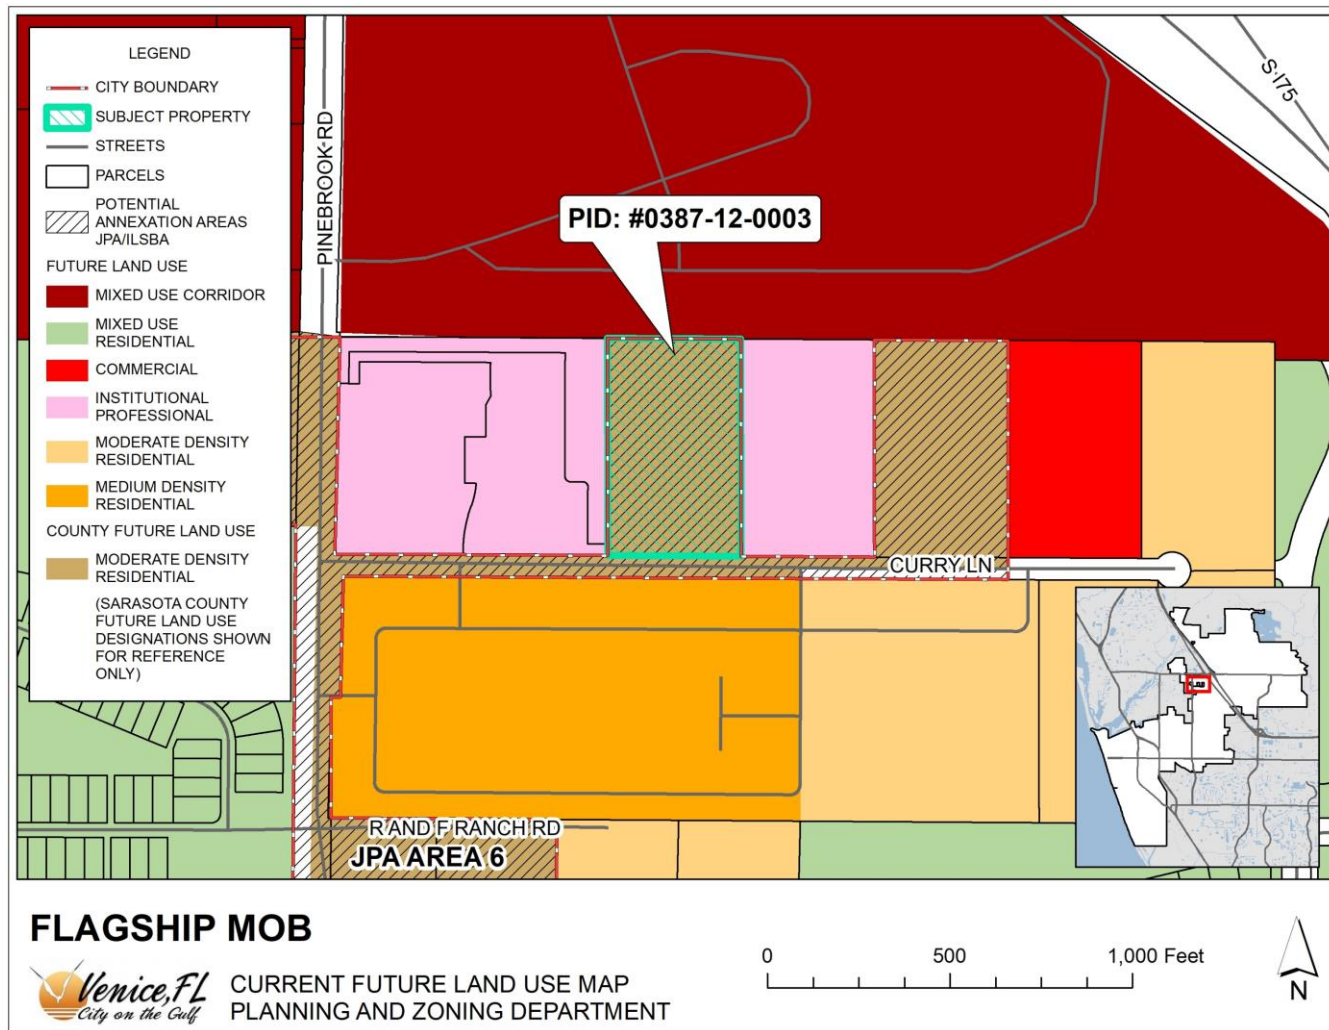 LEGEND
CITY BOUNDARY
SUBJECT PROPERTY
STREETS
PARCELS
POTENTIAL
ANNEXATION AREAS
JPA/ILSBA
FUTURE LAND USE
MIXED USE CORRIDOR
MIXED USE
RESIDENTIAL
COMMERCIAL
INSTITUTIONAL
PROFESSIONAL
MODERATE DENSITY
RESIDENTIAL
MEDIUM DENSITY
RESIDENTIAL
COUNTY FUTURE LAND USE
MODERATE DENSITY
RESIDENTIAL
(SARASOTA COUNTY
FUTURE LAND USE
DESIGNATIONS SHOWN
FOR REFERENCE
ONLY)
PINEBROOK RD
S I75
PID: #0387-12-0003
CURRY LN
R AND F RANCH RD
JPA AREA 6
FLAGSHIP MOB
Venice, FL
City on the Gulf
CURRENT FUTURE LAND USE MAP
PLANNING AND ZONING DEPARTMENT
0 500 1,000 Feet
N